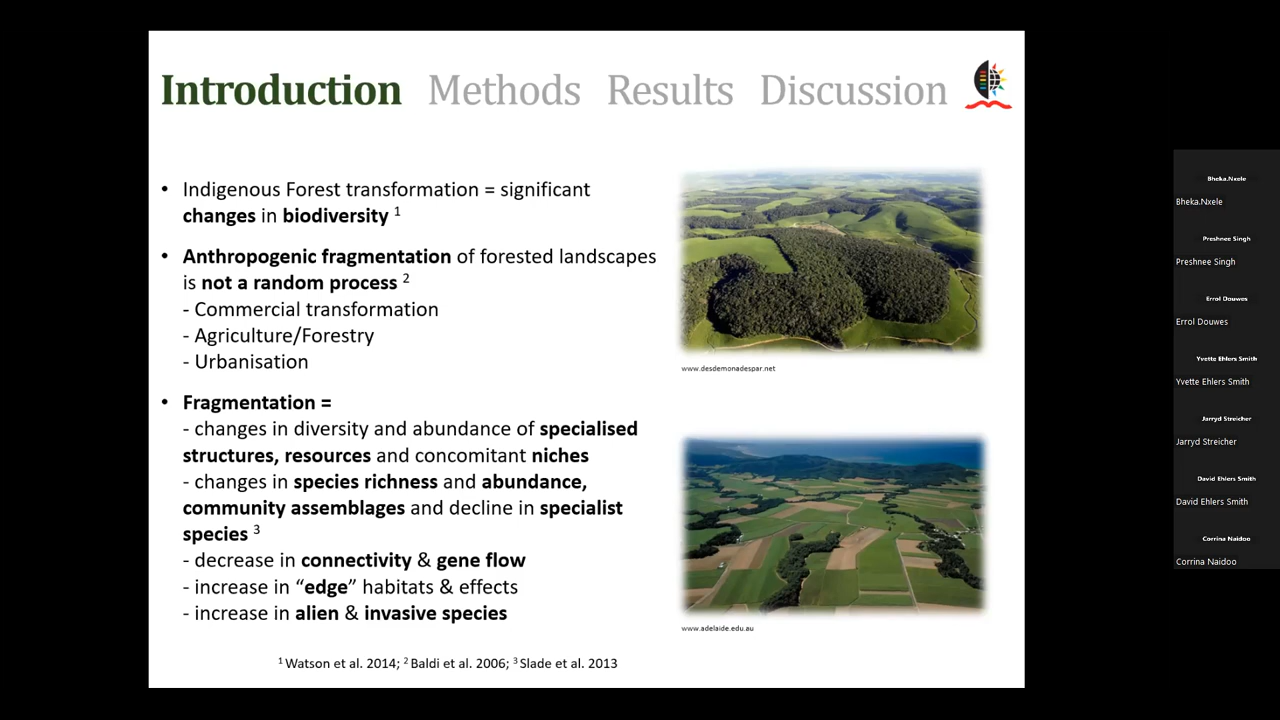 Introduction Methods Results Discussion
• Indigenous Forest transformation = significant
changes in biodiversity 1
• Anthropogenic fragmentation of forested landscapes
is not a random process 2
- Commercial transformation
- Agriculture/Forestry
- Urbanisation
• Fragmentation =
- changes in diversity and abundance of specialised
structures, resources and concomitant niches
- changes in species richness and abundance,
community assemblages and decline in specialist
species 3
- decrease in connectivity & gene flow
- increase in “edge” habitats & effects
- increase in alien & invasive species
1 Watson et al. 2014; 2 Baldi et al. 2006; 3 Slade et al. 2013
www.desdemonadespar.net
www.adelaide.edu.au
Bheka.Nxele
Bheka.Nxele
Preshnee Singh
Preshnee Singh
Errol Douwes
Errol Douwes
Yvette Ehlers Smith
Yvette Ehlers Smith
Jarryd Streicher
Jarryd Streicher
David Ehlers Smith
David Ehlers Smith
Corrina Naidoo
Corrina Naidoo